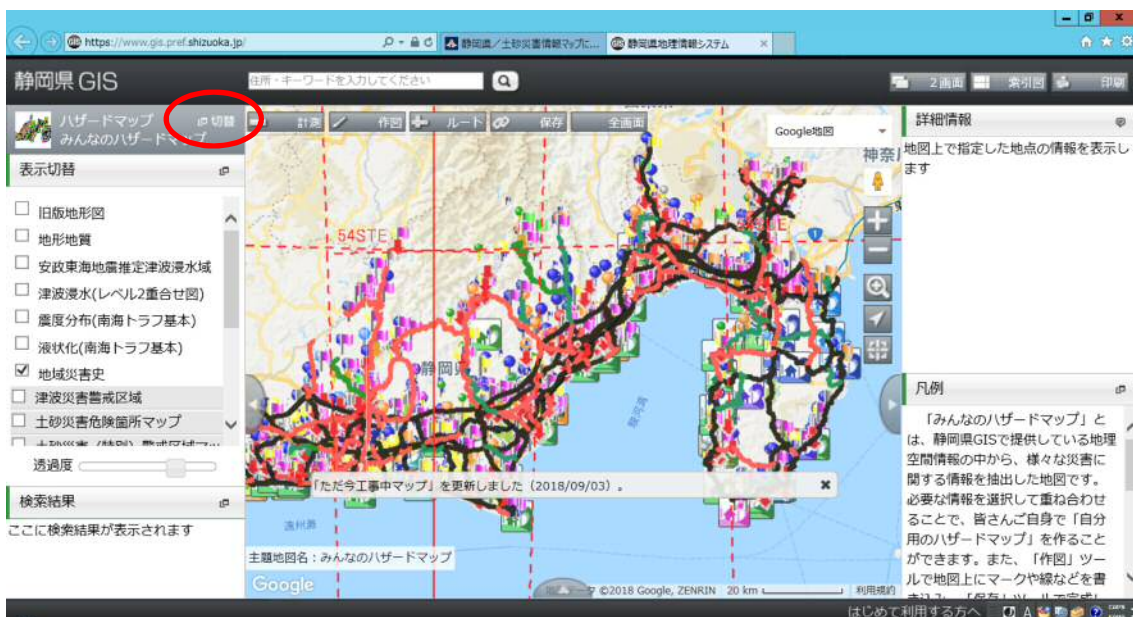 https://www.gis.pref.shizuoka.jp/
静岡県/土砂災害情報マップに...
静岡県地理情報システム
静岡県 GIS
住所・キーワードを入力してください
2画面
索引図
印刷
ハザードマップ
切替
みんなのハザードマップ
計測
作図
ルート
保存
全画面
Google地図
表示切替
旧版地形図
地形地質
安政東海地震推定津波浸水域
津波浸水(レベル2重合せ図)
震度分布(南海トラフ基本)
液状化(南海トラフ基本)
地域災害史
津波災害警戒区域
土砂災害危険箇所マップ
土砂災害（特別）警戒区域マッ
透過度
検索結果
ここに検索結果が表示されます
54STE
静岡県
駿河湾
遠州灘
「ただ今工事中マップ」を更新しました（2018/09/03）。
主題地図名：みんなのハザードマップ
Google
©2018 Google, ZENRIN
20 km
利用規約
詳細情報
地図上で指定した地点の情報を表示し
ます
凡例
「みんなのハザードマップ」と
は、静岡県GISで提供している地理
空間情報の中から、様々な災害に
関する情報を抽出した地図です。
必要な情報を選択して重ね合わせ
ることで、皆さんご自身で「自分
用のハザードマップ」を作ること
ができます。また、「作図」ツー
ルで地図上にマークや線などを書
はじめて利用する方へ